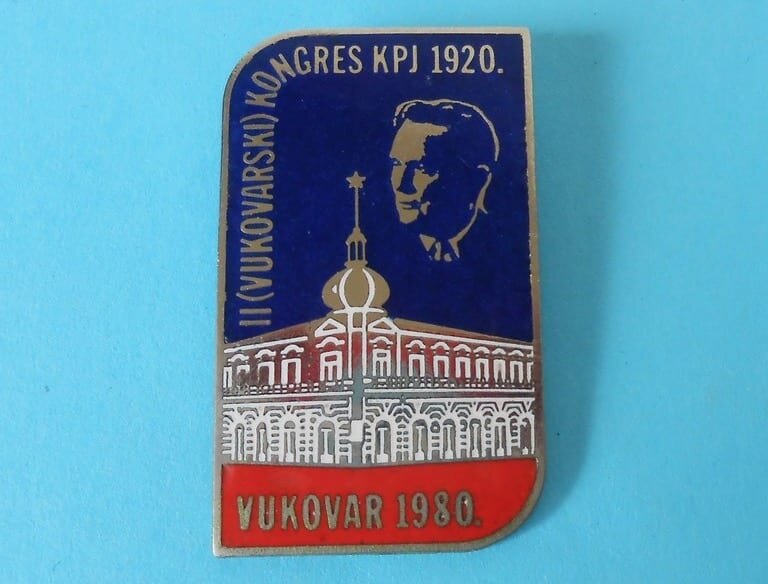 II (VUKOVARSKI) KONGRES KPJ 1920.
VUKOVAR 1980.